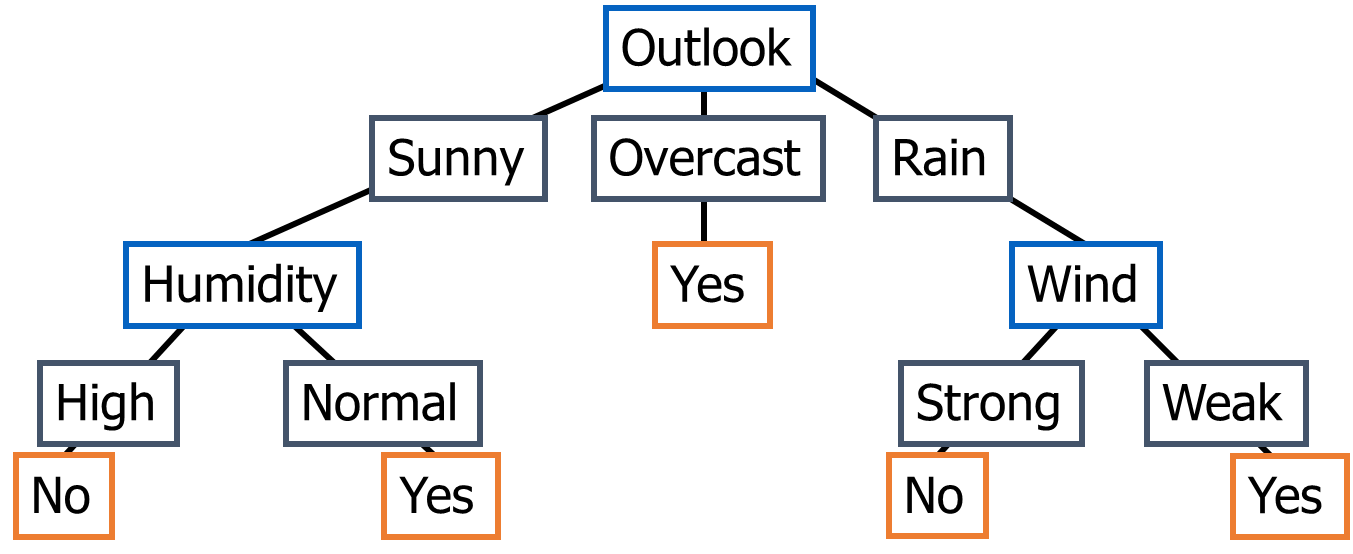 Outlook
Sunny
Overcast
Rain
Humidity
Yes
Wind
High
Normal
Strong
Weak
No
Yes
No
Yes